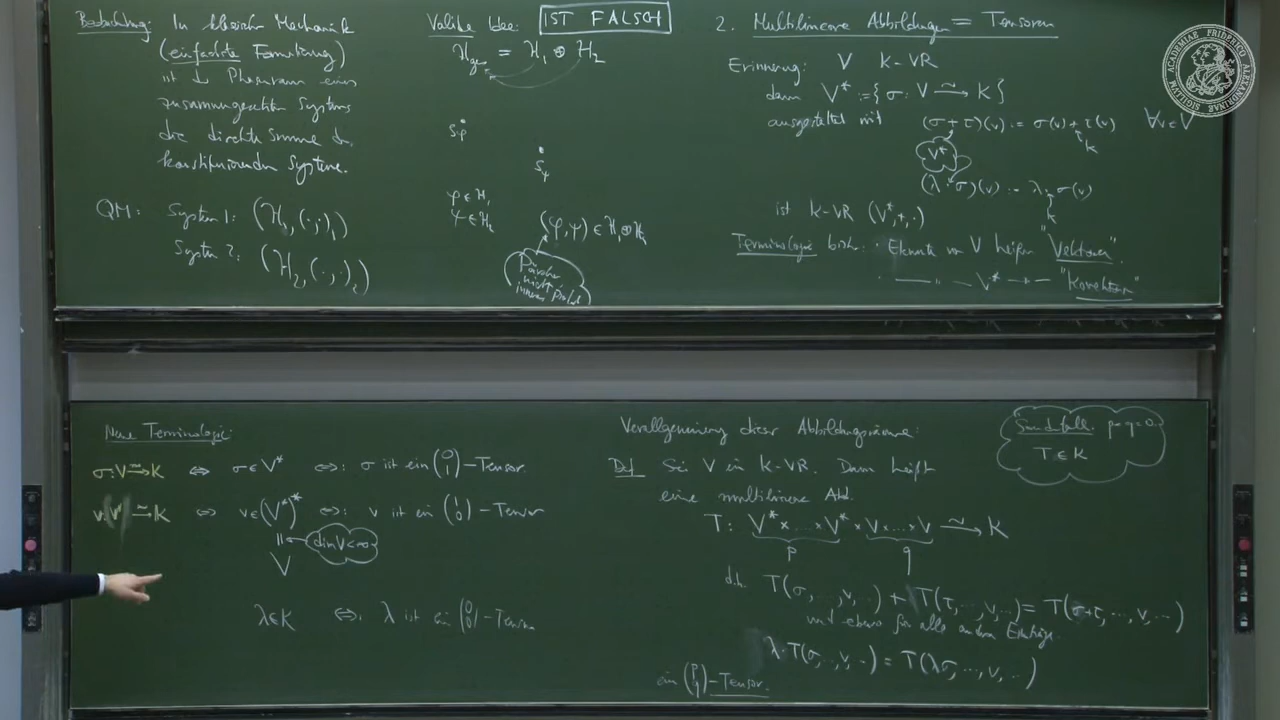 Beobachtung: In klassischer Mechanik
(einfachste Formulierung)
ist der Phasenraum eines
zusammengesetzten Systems
die direkte Summe der
konstituierenden Systeme.
QM: System 1: (H₁, (·,·)₁)
System 2: (H₂, (·,·)₂)
Valide Idee: IST FALSCH
= H₁ ⊕ H₂
φ ∈ H₁
ψ ∈ H₂
(φ,ψ) ∈ H₁⊕H₂
nicht
2. Multilineare Abbildungen = Tensoren
Erinnerung: V K-VR
dann V* := {σ: V ⥲ K}
ausgestattet mit (σ+τ)(v) := σ(v)+τ(v) ∀v∈V
K
V*
(λ·σ)(v) := λ·σ(v)
K
ist K-VR (V*,+,·)
Terminologie bisher: · Elemente von V heißen "Vektoren".
· —"— V* —"— "Kovektoren"
Neue Terminologie:
σ: V ⥲ K ⇔ σ∈V* ⇔: σ ist ein (0 1)-Tensor.
⥲ K ⇔ v∈(V*)* ⇔: v ist ein (1 0)-Tensor
= dim V < ∞
V
λ∈K ⇔: λ ist ein (0 0)-Tensor
Verallgemeinerung dieser Abbildungsräume:
Def Sei V ein K-VR. Dann heißt
eine multilineare Abb.
T: V* × … × V* × V × … × V ⥲ K
p q
d.h. T(σ,…,v,…) + T(τ,…,v,…) = T(σ+τ,…,v,…)
und ebenso für alle anderen Einträge
λ·T(σ,…,v,…) = T(λσ,…,v,…)
ein (p q)-Tensor.
Sonderfall: p=q=0:
T ∈ K